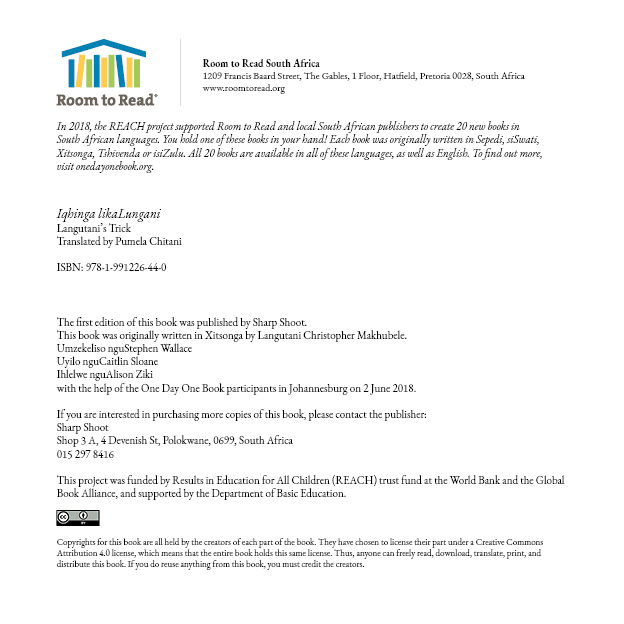 Room to Read®
Room to Read South Africa
1209 Francis Baard Street, The Gables, 1 Floor, Hatfield, Pretoria 0028, South Africa
www.roomtoread.org
In 2018, the REACH project supported Room to Read and local South African publishers to create 20 new books in
South African languages. You hold one of these books in your hand! Each book was originally written in Sepedi, siSwati,
Xitsonga, Tshivenda or isiZulu. All 20 books are available in all of these languages, as well as English. To find out more,
visit onedayonebook.org.
Iqhinga likaLungani
Langutani's Trick
Translated by Pumela Chitani
ISBN: 978-1-991226-44-0
The first edition of this book was published by Sharp Shoot.
This book was originally written in Xitsonga by Langutani Christopher Makhubele.
Umzekeliso nguStephen Wallace
Uyilo nguCaitlin Sloane
Ihlelwe nguAlison Ziki
with the help of the One Day One Book participants in Johannesburg on 2 June 2018.
If you are interested in purchasing more copies of this book, please contact the publisher:
Sharp Shoot
Shop 3 A, 4 Devenish St, Polokwane, 0699, South Africa
015 297 8416
This project was funded by Results in Education for All Children (REACH) trust fund at the World Bank and the Global
Book Alliance, and supported by the Department of Basic Education.
cc BY
Copyrights for this book are all held by the creators of each part of the book. They have chosen to license their part under a Creative Commons
Attribution 4.0 license, which means that the entire book holds this same license. Thus, anyone can freely read, download, translate, print, and
distribute this book. If you do reuse anything from this book, you must credit the creators.